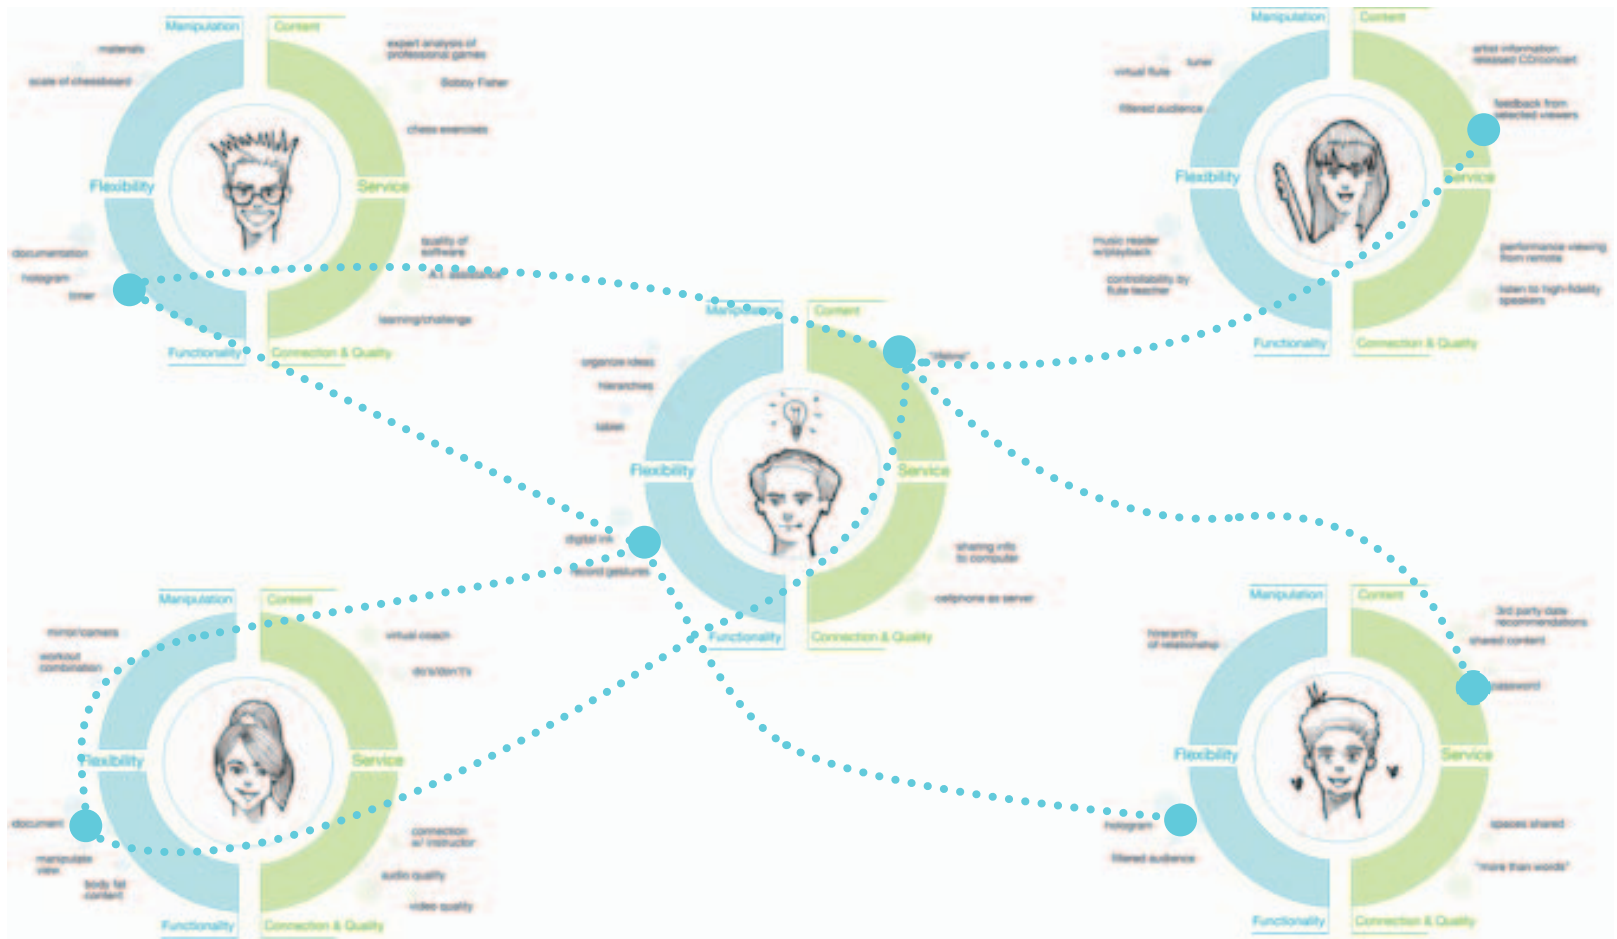 Manipulation
Content
materials
scale of chessboard
expert analysis of
professional games
Bobby Fisher
chess exercises
Flexibility
Service
documentation
hologram
timer
quality of
software
A.I. assistance
learning/challenge
Functionality
Connection & Quality
Manipulation
Content
tuner
virtual flute
filtered audience
artist information
released CD/concert
feedback from
selected viewers
Flexibility
Service
music reader
w/playback
controllability by
flute teacher
performance viewing
from remote
listen to high-fidelity
speakers
Functionality
Connection & Quality
Manipulation
Content
organize ideas
hierarchies
tablet
Flexibility
Service
digital ink
record gestures
sharing info
to computer
cellphone as server
Functionality
Connection & Quality
Manipulation
Content
mirror/camera
workout
combination
virtual coach
do's/don't's
Flexibility
Service
document
manipulate
view
body fat
content
connection
w/ instructor
audio quality
video quality
Functionality
Connection & Quality
Manipulation
Content
hierarchy
of relationship
3rd party date
recommendations
shared content
password
Flexibility
Service
hologram
filtered audience
spaces shared
"more than words"
Functionality
Connection & Quality